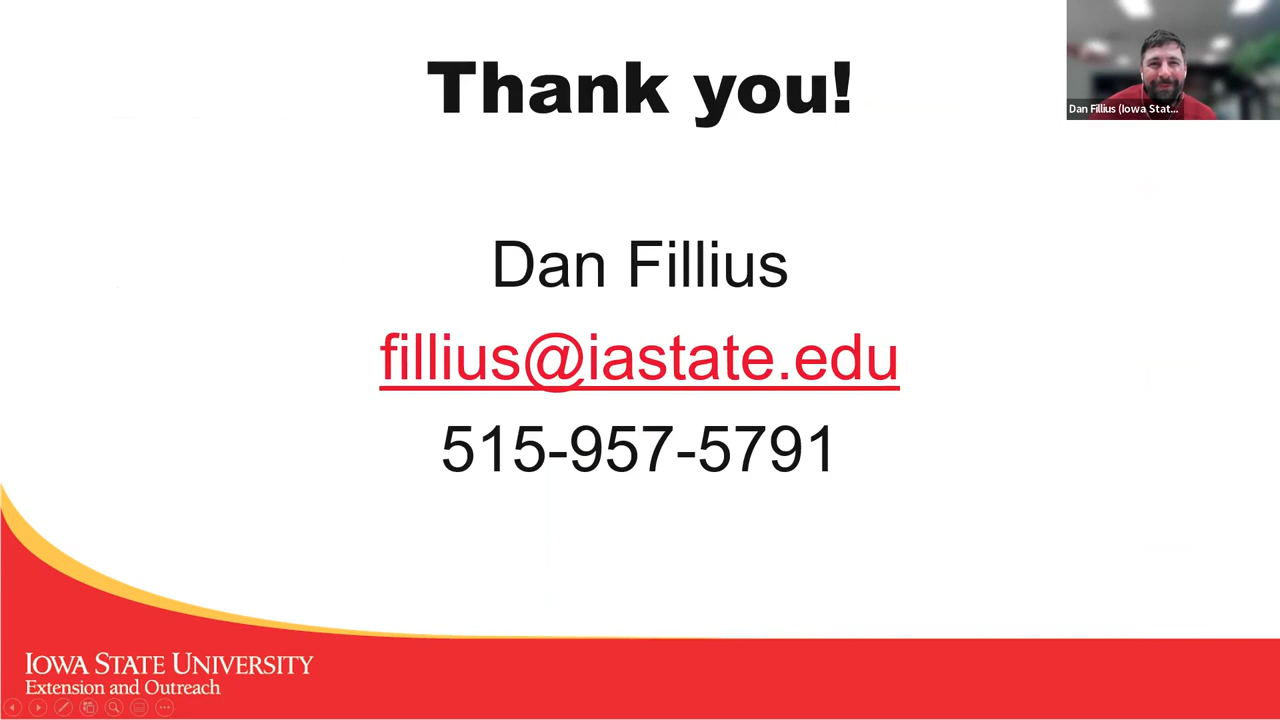 Thank you!
Dan Fillius (Iowa Stat...
Dan Fillius
fillius@iastate.edu
515-957-5791
IOWA STATE UNIVERSITY
Extension and Outreach